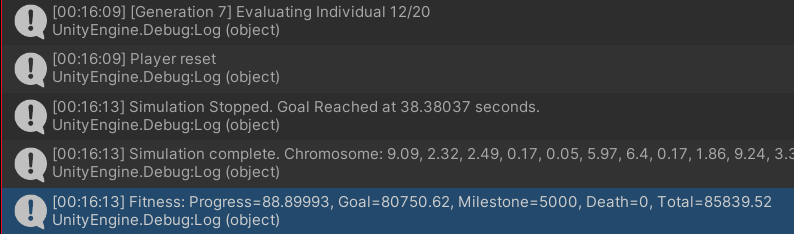 [00:16:09] [Generation 7] Evaluating Individual 12/20
UnityEngine.Debug:Log (object)
[00:16:09] Player reset
UnityEngine.Debug:Log (object)
[00:16:13] Simulation Stopped. Goal Reached at 38.38037 seconds.
UnityEngine.Debug:Log (object)
[00:16:13] Simulation complete. Chromosome: 9.09, 2.32, 2.49, 0.17, 0.05, 5.97, 6.4, 0.17, 1.86, 9.24,
UnityEngine.Debug:Log (object)
[00:16:13] Fitness: Progress=88.89993, Goal=80750.62, Milestone=5000, Death=0, Total=85839.52
UnityEngine.Debug:Log (object)